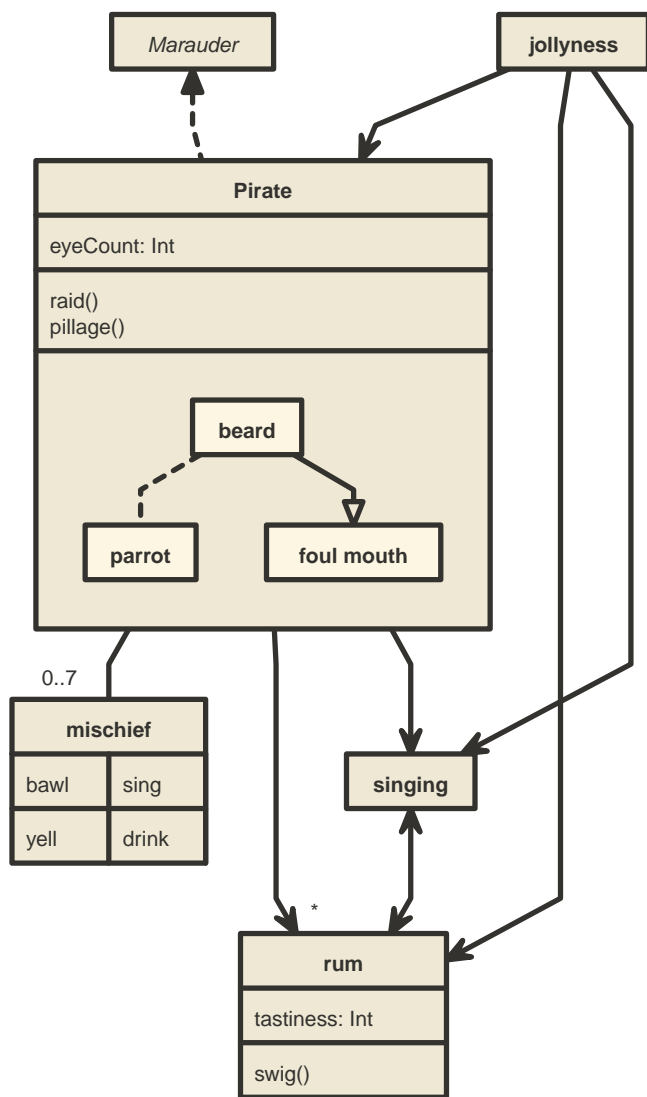 Marauder
jollyness
Pirate
eyeCount: Int
raid()
pillage()
beard
parrot
foul mouth
0..7
mischief
bawl
sing
yell
drink
singing
*
rum
tastiness: Int
swig()